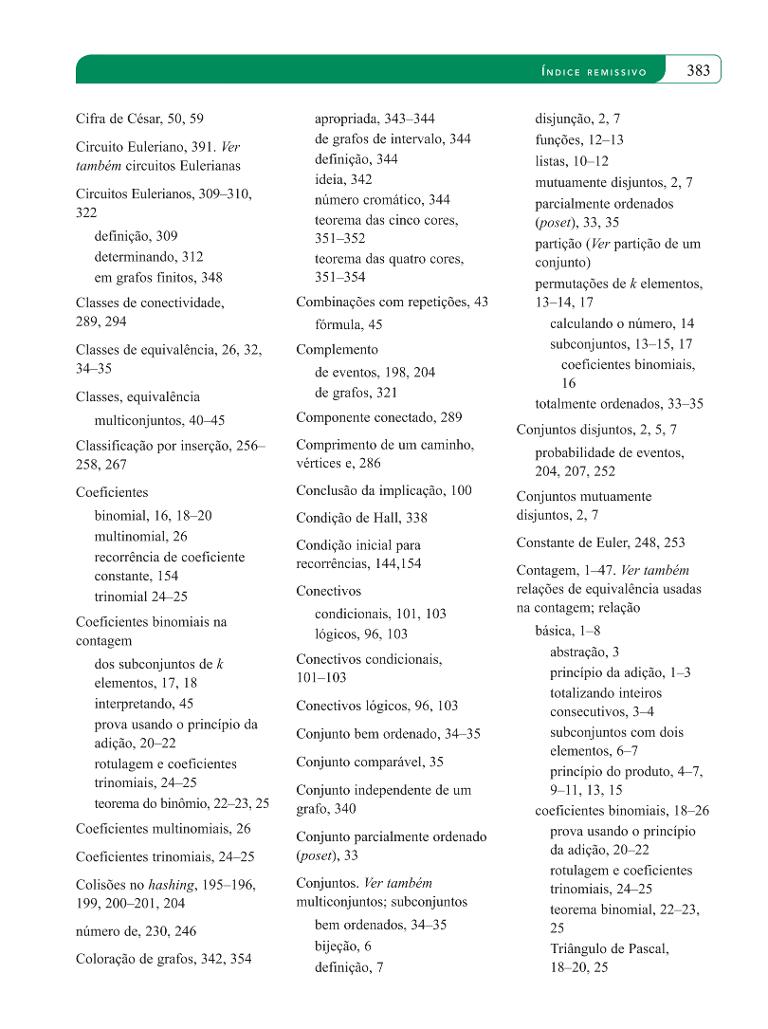 ÍNDICE REMISSIVO 383
Cifra de César, 50, 59
Circuito Euleriano, 391. Ver
também circuitos Eulerianas
Circuitos Eulerianos, 309–310,
322
definição, 309
determinando, 312
em grafos finitos, 348
Classes de conectividade,
289, 294
Classes de equivalência, 26, 32,
34–35
Classes, equivalência
multiconjuntos, 40–45
Classificação por inserção, 256–
258, 267
Coeficientes
binomial, 16, 18–20
multinomial, 26
recorrência de coeficiente
constante, 154
trinomial 24–25
Coeficientes binomiais na
contagem
dos subconjuntos de k
elementos, 17, 18
interpretando, 45
prova usando o princípio da
adição, 20–22
rotulagem e coeficientes
trinomiais, 24–25
teorema do binômio, 22–23, 25
Coeficientes multinomiais, 26
Coeficientes trinomiais, 24–25
Colisões no hashing, 195–196,
199, 200–201, 204
número de, 230, 246
Coloração de grafos, 342, 354
apropriada, 343–344
de grafos de intervalo, 344
definição, 344
ideia, 342
número cromático, 344
teorema das cinco cores,
351–352
teorema das quatro cores,
351–354
Combinações com repetições, 43
fórmula, 45
Complemento
de eventos, 198, 204
de grafos, 321
Componente conectado, 289
Comprimento de um caminho,
vértices e, 286
Conclusão da implicação, 100
Condição de Hall, 338
Condição inicial para
recorrências, 144,154
Conectivos
condicionais, 101, 103
lógicos, 96, 103
Conectivos condicionais,
101–103
Conectivos lógicos, 96, 103
Conjunto bem ordenado, 34–35
Conjunto comparável, 35
Conjunto independente de um
grafo, 340
Conjunto parcialmente ordenado
(poset), 33
Conjuntos. Ver também
multiconjuntos; subconjuntos
bem ordenados, 34–35
bijeção, 6
definição, 7
disjunção, 2, 7
funções, 12–13
listas, 10–12
mutuamente disjuntos, 2, 7
parcialmente ordenados
(poset), 33, 35
partição (Ver partição de um
conjunto)
permutações de k elementos,
13–14, 17
calculando o número, 14
subconjuntos, 13–15, 17
coeficientes binomiais,
16
totalmente ordenados, 33–35
Conjuntos disjuntos, 2, 5, 7
probabilidade de eventos,
204, 207, 252
Conjuntos mutuamente
disjuntos, 2, 7
Constante de Euler, 248, 253
Contagem, 1–47. Ver também
relações de equivalência usadas
na contagem; relação
básica, 1–8
abstração, 3
princípio da adição, 1–3
totalizando inteiros
consecutivos, 3–4
subconjuntos com dois
elementos, 6–7
princípio do produto, 4–7,
9–11, 13, 15
coeficientes binomiais, 18–26
prova usando o princípio
da adição, 20–22
rotulagem e coeficientes
trinomiais, 24–25
teorema binomial, 22–23,
25
Triângulo de Pascal,
18–20, 25